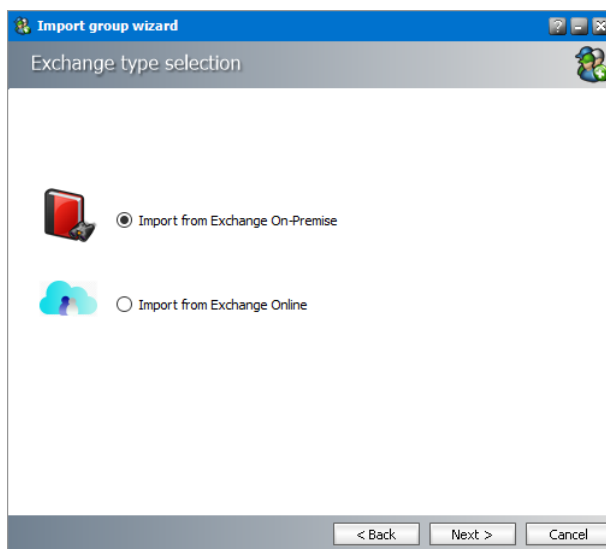 Import group wizard
?
Exchange type selection
Import from Exchange On-Premise
Import from Exchange Online
< Back
Next >
Cancel